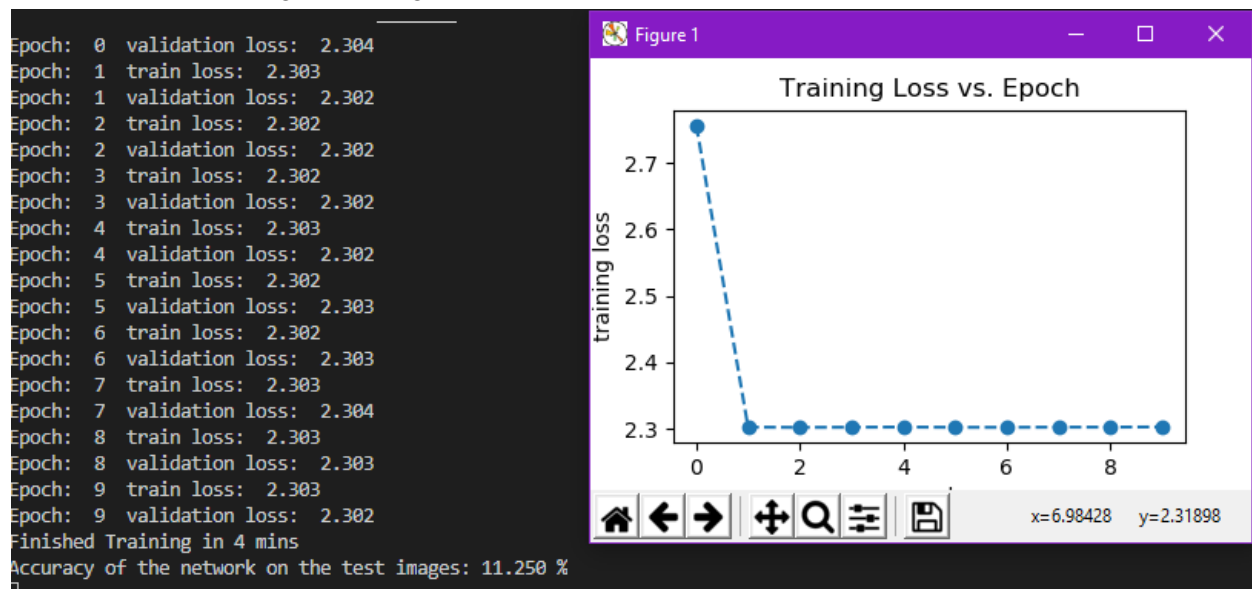 Epoch:  0  validation loss:  2.304
Epoch:  1  train loss:  2.303
Epoch:  1  validation loss:  2.302
Epoch:  2  train loss:  2.302
Epoch:  2  validation loss:  2.302
Epoch:  3  train loss:  2.302
Epoch:  3  validation loss:  2.302
Epoch:  4  train loss:  2.303
Epoch:  4  validation loss:  2.302
Epoch:  5  train loss:  2.302
Epoch:  5  validation loss:  2.303
Epoch:  6  train loss:  2.302
Epoch:  6  validation loss:  2.303
Epoch:  7  train loss:  2.303
Epoch:  7  validation loss:  2.304
Epoch:  8  train loss:  2.303
Epoch:  8  validation loss:  2.303
Epoch:  9  train loss:  2.303
Epoch:  9  validation loss:  2.302
Finished Training in 4 mins
Accuracy of the network on the test images: 11.250 %
Figure 1
Training Loss vs. Epoch
training loss
2.7
2.6
2.5
2.4
2.3
0 2 4 6 8
x=6.98428 y=2.31898